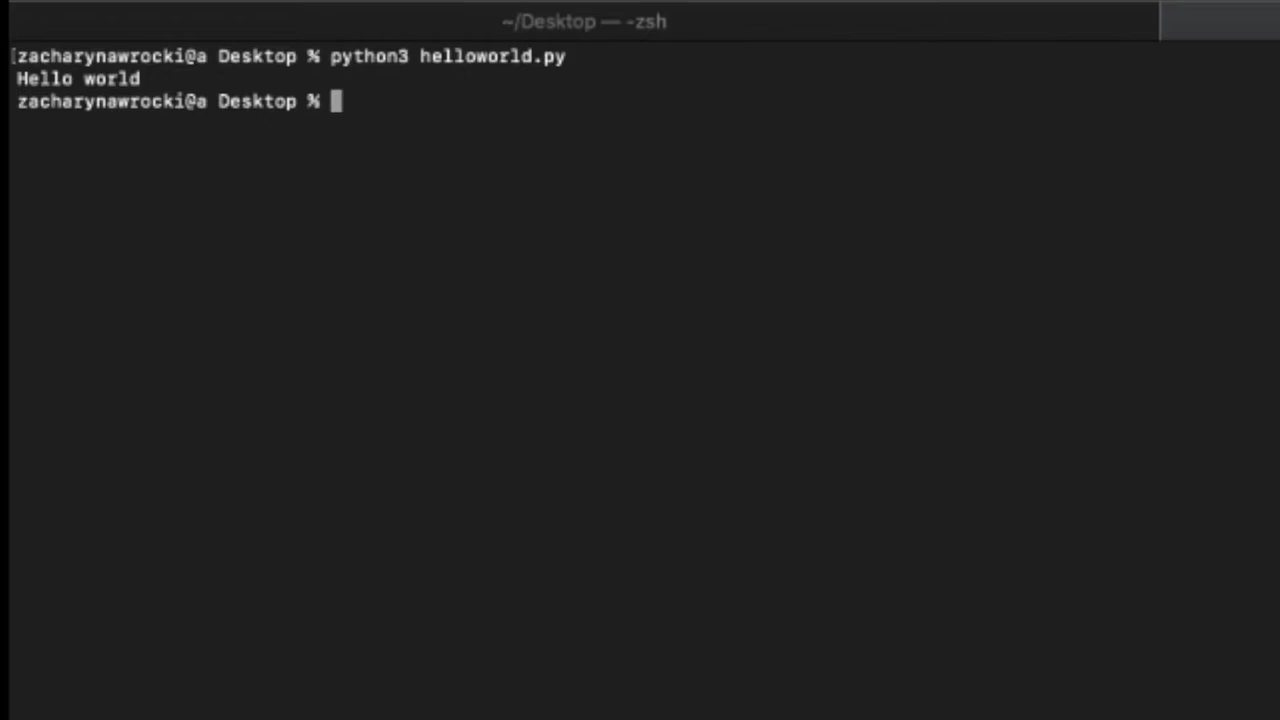 ~/Desktop — -zsh
[zacharynawrocki@a Desktop % python3 helloworld.py
Hello world
zacharynawrocki@a Desktop %